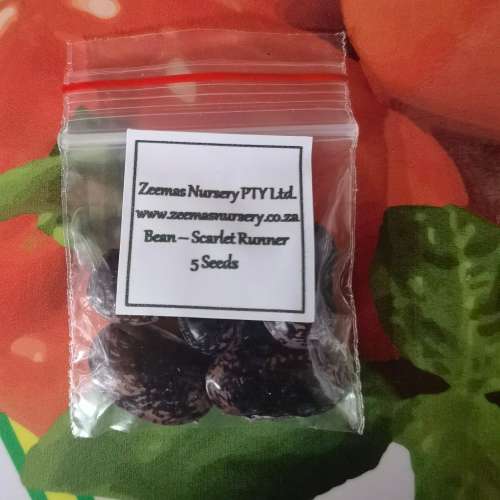 Zeemas Nursery PTY Ltd.
www.zeemasnursery.co.za
Bean – Scarlet Runner
5 Seeds